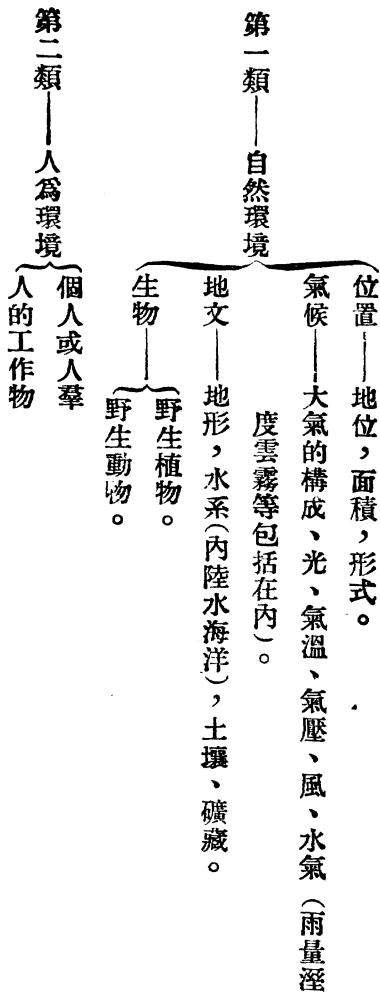 第一類——自然環境
位置——地位，面積，形式。
氣候——大氣的構成、光、氣溫、氣壓、風、水氣（雨量溼
度雲霧等包括在內）。
地文——地形，水系（內陸水海洋），土壤、礦藏。
生物——
野生植物。
野生動物。
第二類——人爲環境
個人或人羣
人的工作物